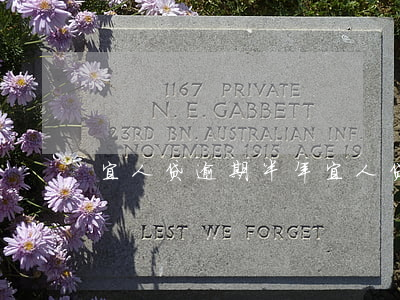 1167 PRIVATE
N. E. GABBETT
23RD BN. AUSTRALIAN INF.
NOVEMBER 1915 AGE 19
宜人贷逾期半年宜人贷
LEST WE FORGET